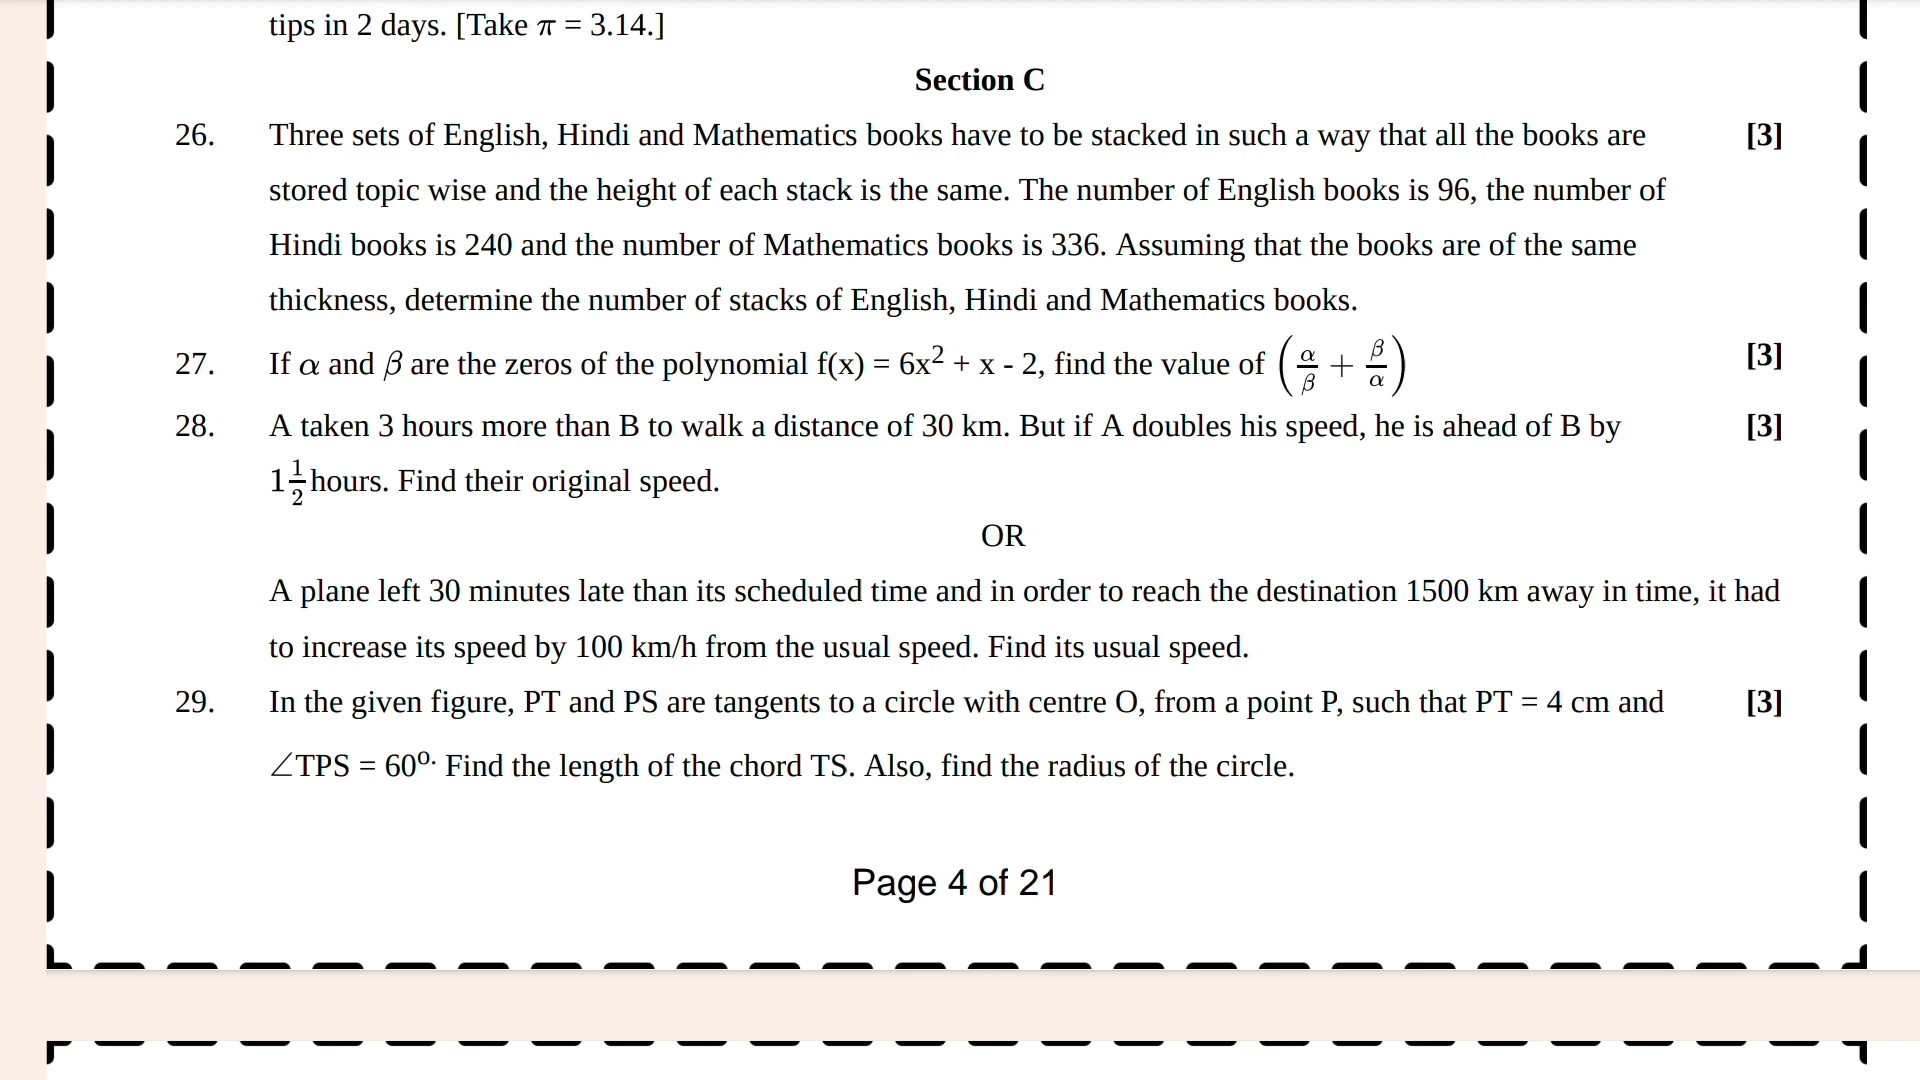 tips in 2 days. [Take π = 3.14.]
Section C
26. Three sets of English, Hindi and Mathematics books have to be stacked in such a way that all the books are [3]
stored topic wise and the height of each stack is the same. The number of English books is 96, the number of
Hindi books is 240 and the number of Mathematics books is 336. Assuming that the books are of the same
thickness, determine the number of stacks of English, Hindi and Mathematics books.
27. If α and β are the zeros of the polynomial f(x) = 6x² + x - 2, find the value of (α/β + β/α) [3]
28. A taken 3 hours more than B to walk a distance of 30 km. But if A doubles his speed, he is ahead of B by [3]
1 1/2 hours. Find their original speed.
OR
A plane left 30 minutes late than its scheduled time and in order to reach the destination 1500 km away in time, it had
to increase its speed by 100 km/h from the usual speed. Find its usual speed.
29. In the given figure, PT and PS are tangents to a circle with centre O, from a point P, such that PT = 4 cm and [3]
∠TPS = 60º. Find the length of the chord TS. Also, find the radius of the circle.
Page 4 of 21